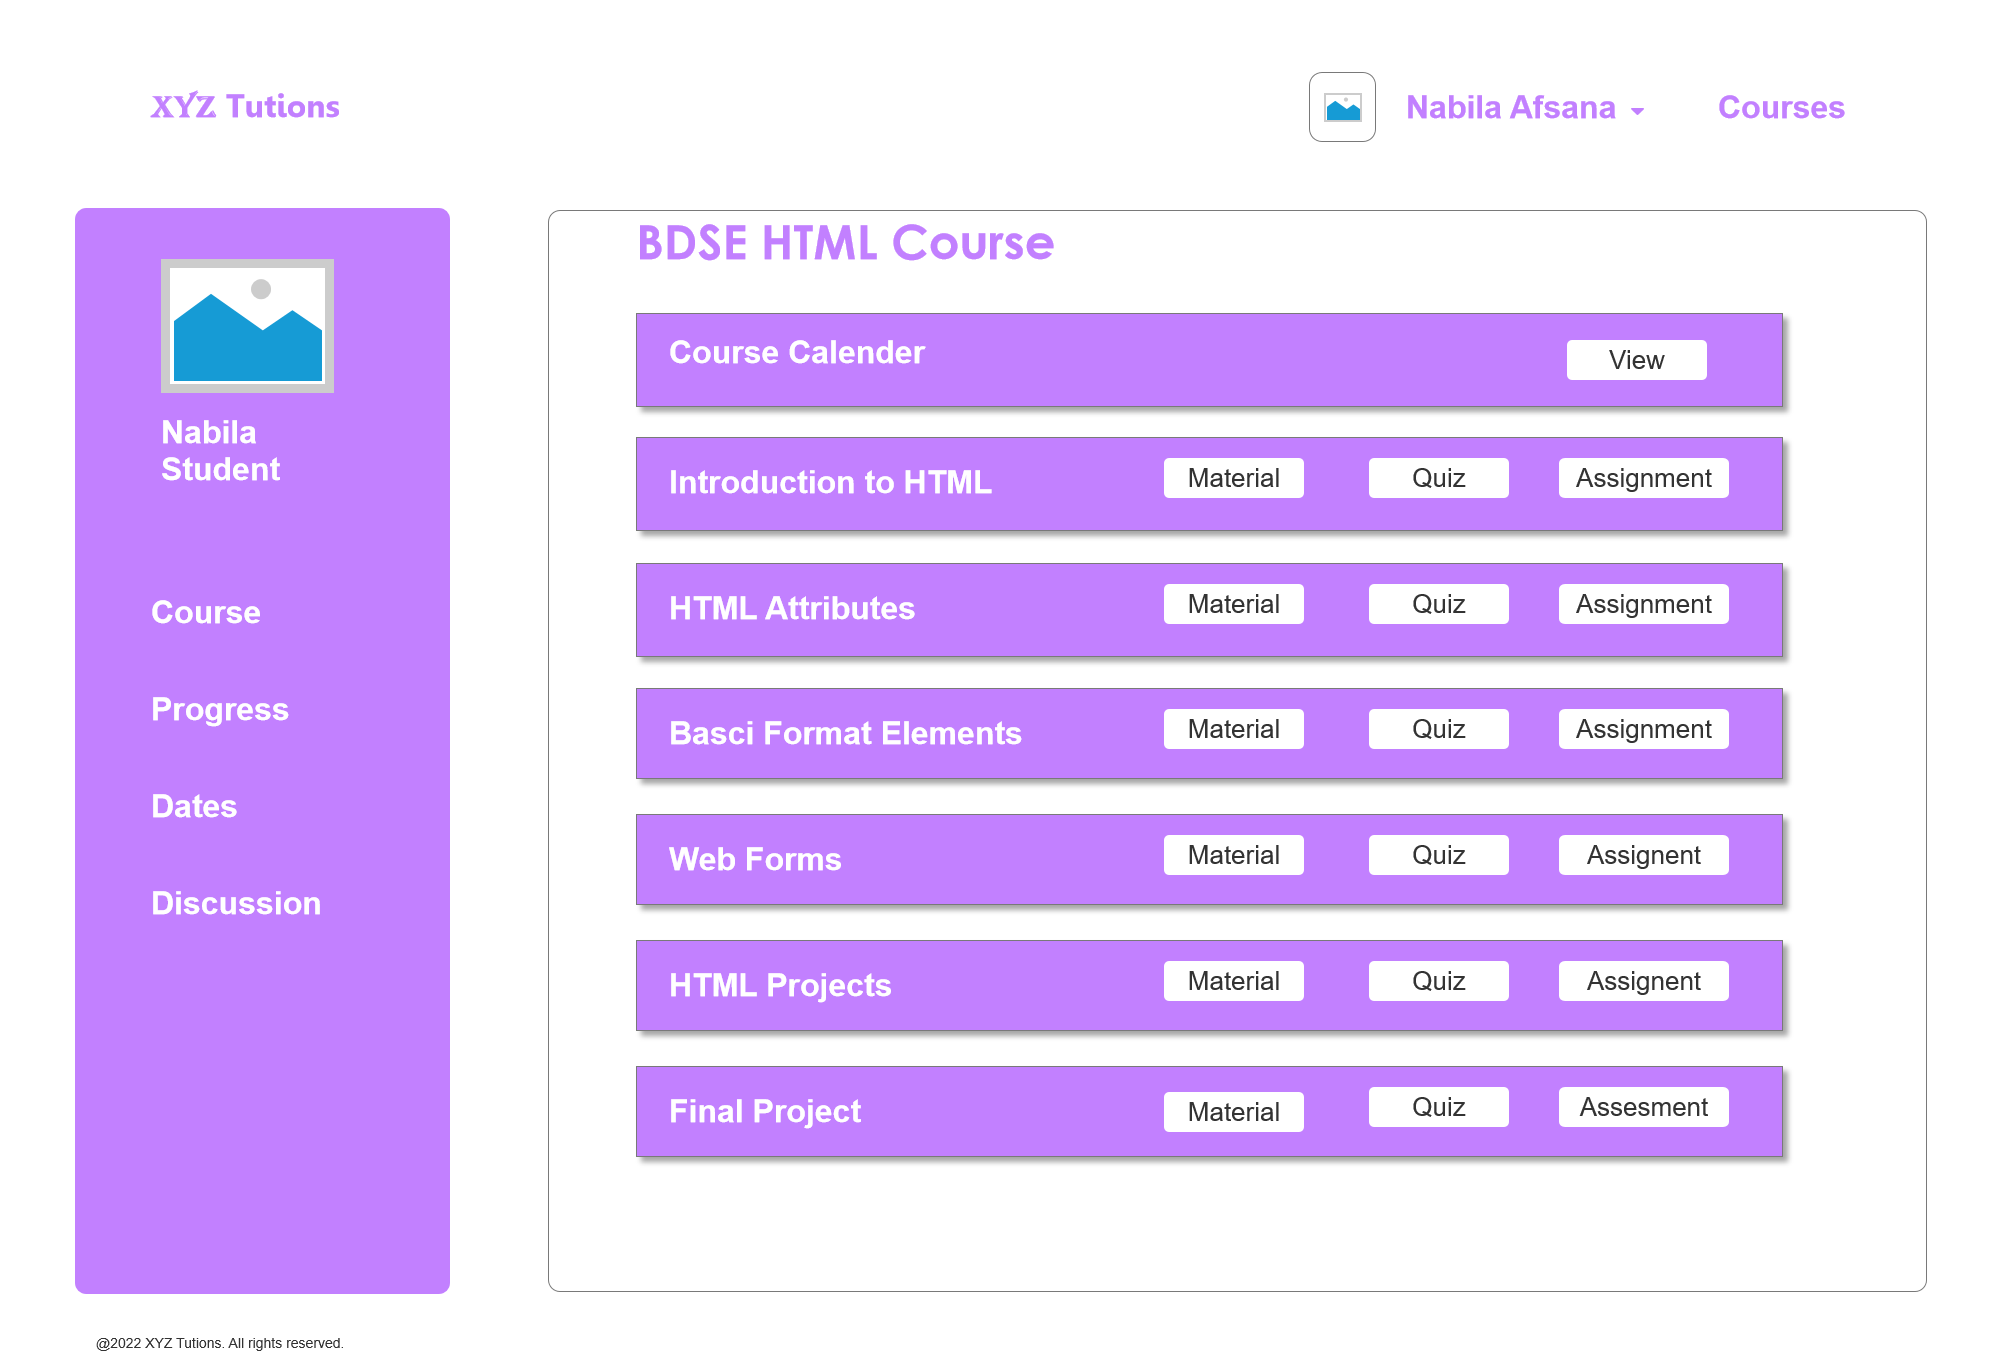 XYZ Tutions
Nabila Afsana
Courses
Nabila
Student
Course
Progress
Dates
Discussion
BDSE HTML Course
Course Calender
View
Introduction to HTML
Material
Quiz
Assignment
HTML Attributes
Material
Quiz
Assignment
Basci Format Elements
Material
Quiz
Assignment
Web Forms
Material
Quiz
Assignent
HTML Projects
Material
Quiz
Assignent
Final Project
Material
Quiz
Assesment
@2022 XYZ Tutions. All rights reserved.